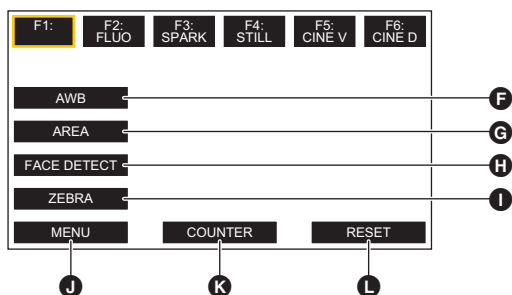 F1:
F2:
FLUO
F3:
SPARK
F4:
STILL
F5:
CINE V
F6:
CINE D
AWB
F
AREA
G
FACE DETECT
H
ZEBRA
I
MENU
COUNTER
RESET
J
K
L